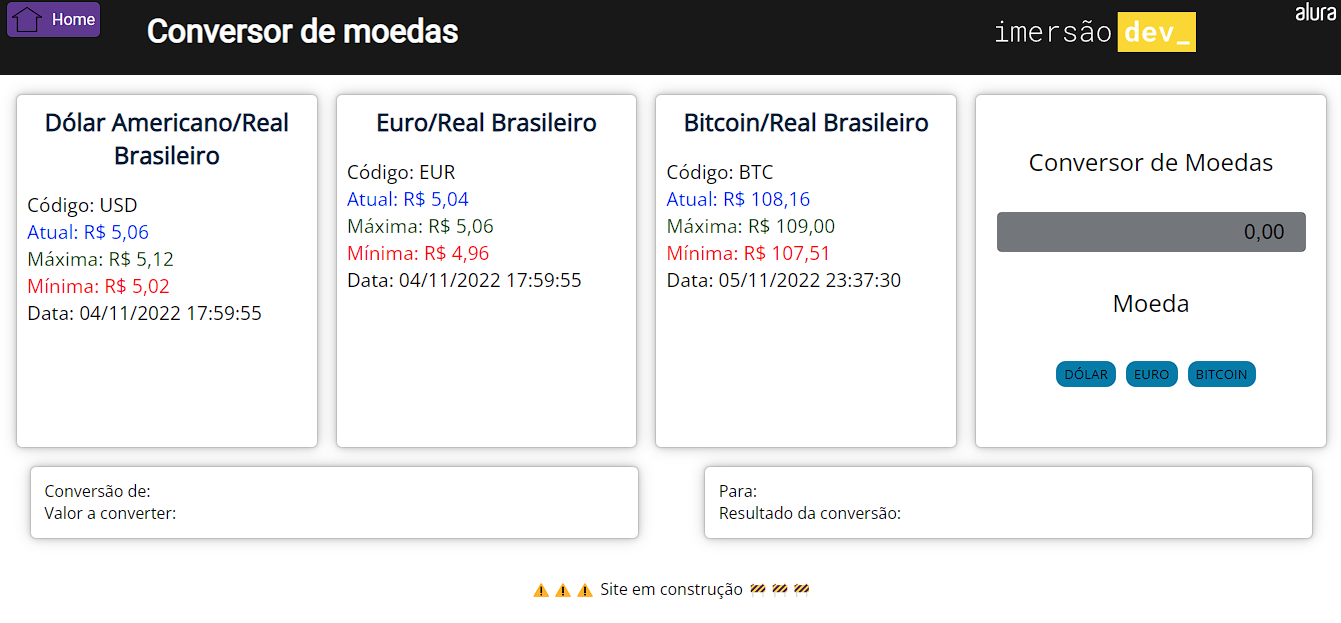 Home
Conversor de moedas
imersão dev_
alura
Dólar Americano/Real
Brasileiro
Código: USD
Atual: R$ 5,06
Máxima: R$ 5,12
Mínima: R$ 5,02
Data: 04/11/2022 17:59:55
Euro/Real Brasileiro
Código: EUR
Atual: R$ 5,04
Máxima: R$ 5,06
Mínima: R$ 4,96
Data: 04/11/2022 17:59:55
Bitcoin/Real Brasileiro
Código: BTC
Atual: R$ 108,16
Máxima: R$ 109,00
Mínima: R$ 107,51
Data: 05/11/2022 23:37:30
Conversor de Moedas
0,00
Moeda
DÓLAR EURO BITCOIN
Conversão de:
Valor a converter:
Para:
Resultado da conversão:
Site em construção